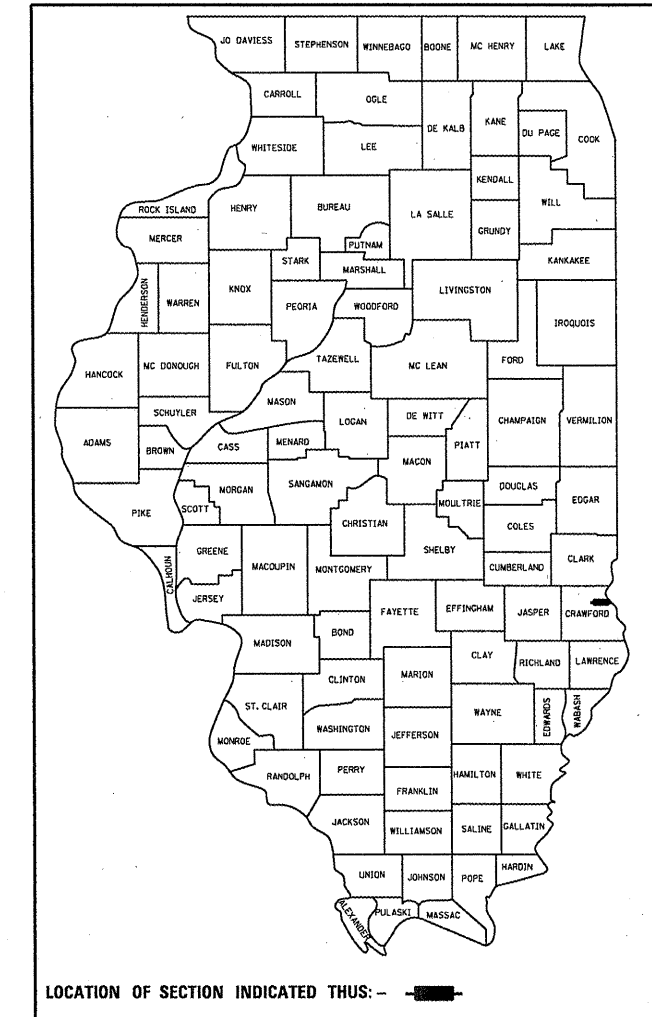 JO DAVIESS STEPHENSON WINNEBAGO BOONE MC HENRY LAKE
CARROLL OGLE DE KALB KANE DU PAGE COOK
WHITESIDE LEE
KENDALL WILL
ROCK ISLAND HENRY BUREAU LA SALLE GRUNDY
MERCER PUTNAM
STARK MARSHALL KANKAKEE
HENDERSON WARREN KNOX PEORIA WOODFORD LIVINGSTON IROQUOIS
HANCOCK MC DONOUGH FULTON TAZEWELL MC LEAN FORD
MASON
SCHUYLER LOGAN DE WITT CHAMPAIGN VERMILION
ADAMS BROWN CASS MENARD PIATT
MACON
MORGAN SANGAMON DOUGLAS EDGAR
PIKE SCOTT MOULTRIE
CHRISTIAN COLES
GREENE SHELBY
CALHOUN MACOUPIN MONTGOMERY CUMBERLAND CLARK
JERSEY FAYETTE EFFINGHAM JASPER CRAWFORD
MADISON BOND
CLINTON MARION CLAY RICHLAND LAWRENCE
ST. CLAIR WAYNE EDWARDS WABASH
WASHINGTON JEFFERSON
MONROE
RANDOLPH PERRY HAMILTON WHITE
FRANKLIN
JACKSON WILLIAMSON SALINE GALLATIN
UNION JOHNSON POPE HARDIN
ALEXANDER PULASKI MASSAC
LOCATION OF SECTION INDICATED THUS: -